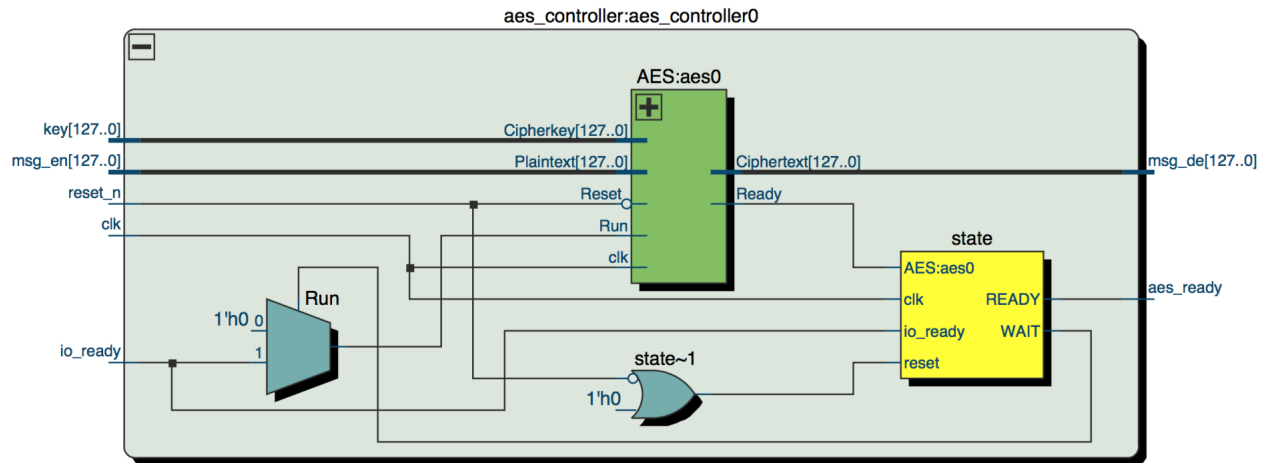 aes_controller:aes_controller0
AES:aes0
key[127..0]
Cipherkey[127..0]
msg_en[127..0]
Plaintext[127..0]
Ciphertext[127..0]
msg_de[127..0]
reset_n
Reset
Ready
clk
Run
state
clk
AES:aes0
Run
clk
READY
aes_ready
1'h0
0
io_ready
WAIT
io_ready
1
state~1
reset
1'h0